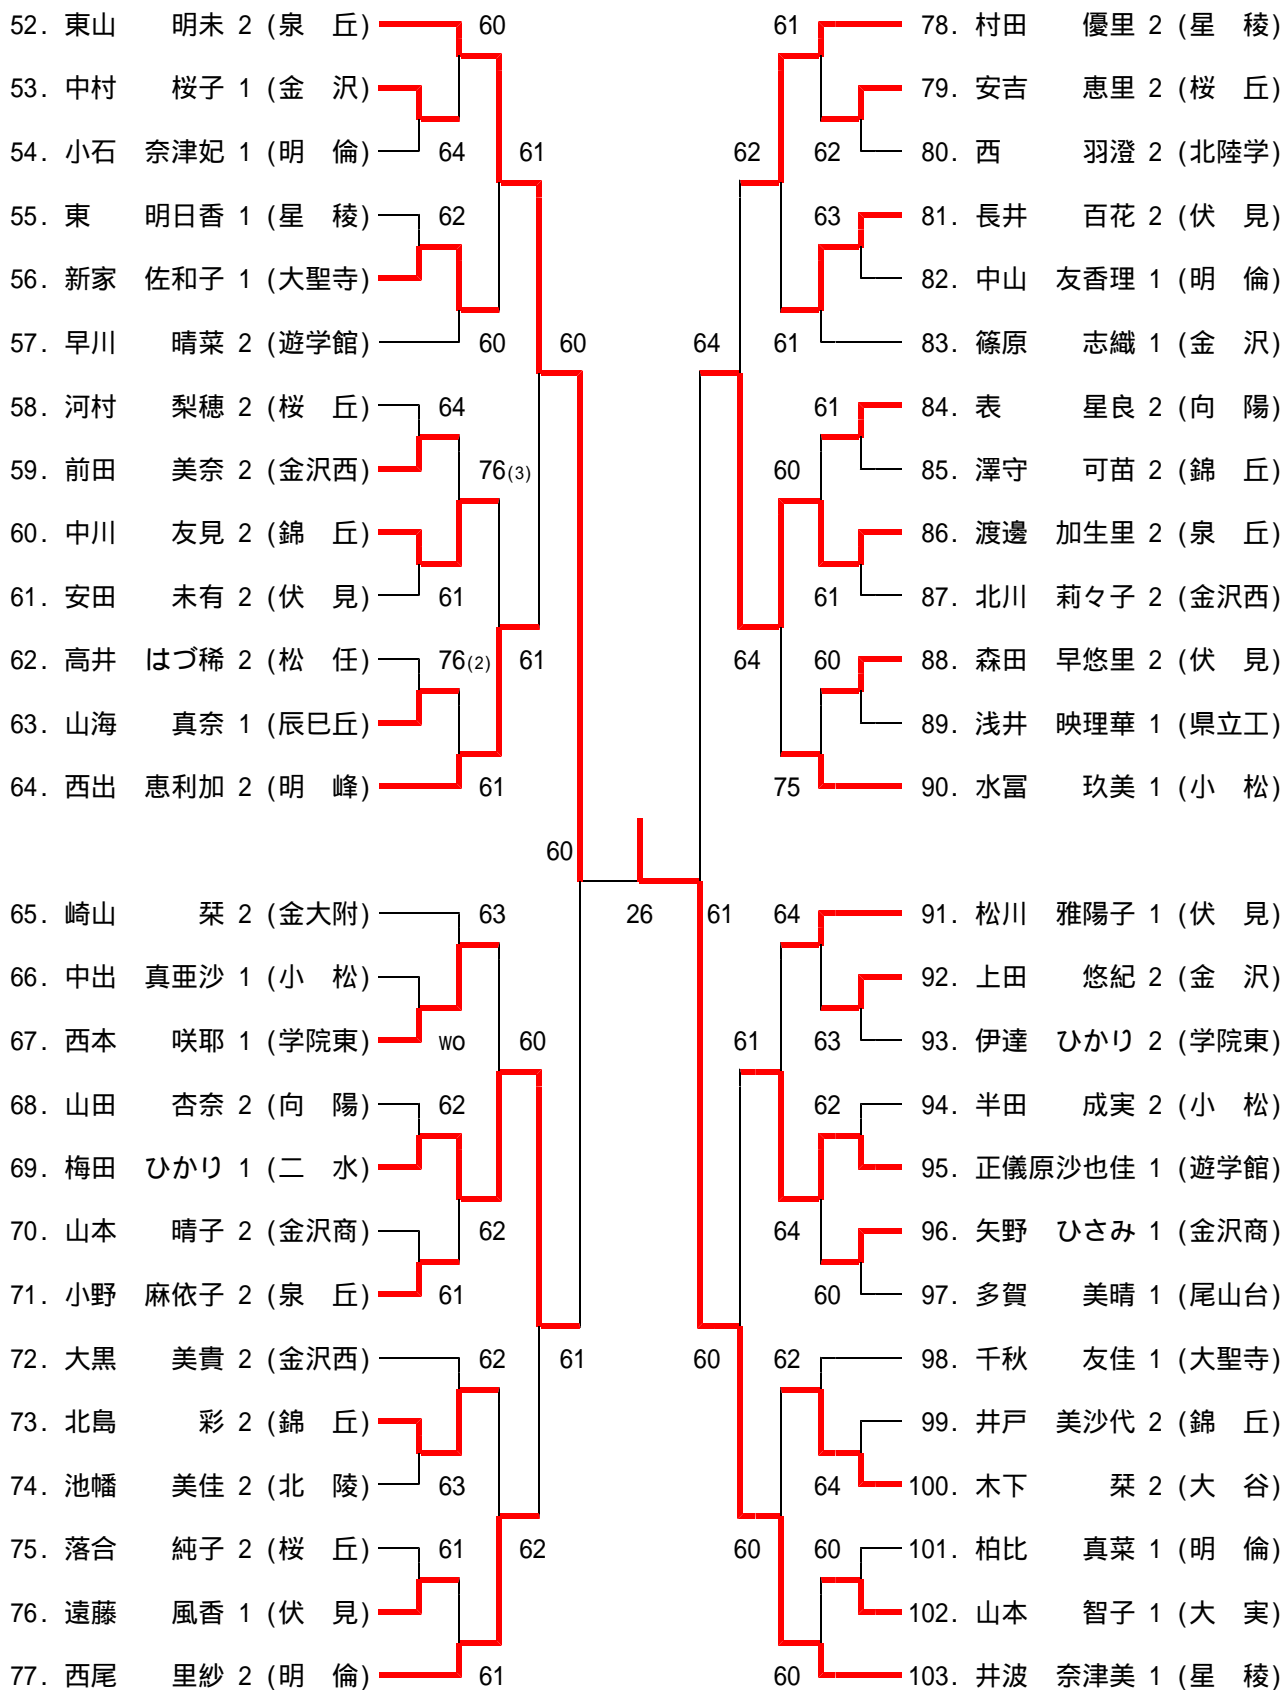 52. 東山 明未 2 (泉 丘) 60 61 78. 村田 優里 2 (星 稜)
53. 中村 桜子 1 (金 沢) 79. 安吉 恵里 2 (桜 丘)
54. 小石 奈津妃 1 (明 倫) 64 61 62 62 80. 西 羽澄 2 (北陸学)
55. 東 明日香 1 (星 稜) 62 63 81. 長井 百花 2 (伏 見)
56. 新家 佐和子 1 (大聖寺) 82. 中山 友香理 1 (明 倫)
57. 早川 晴菜 2 (遊学館) 60 60 64 61 83. 篠原 志織 1 (金 沢)
58. 河村 梨穂 2 (桜 丘) 64 61 84. 表 星良 2 (向 陽)
59. 前田 美奈 2 (金沢西) 76(3) 60 85. 澤守 可苗 2 (錦 丘)
60. 中川 友見 2 (錦 丘) 86. 渡邊 加生里 2 (泉 丘)
61. 安田 未有 2 (伏 見) 61 61 87. 北川 莉々子 2 (金沢西)
62. 高井 はづ稀 2 (松 任) 76(2) 61 64 60 88. 森田 早悠里 2 (伏 見)
63. 山海 真奈 1 (辰巳丘) 89. 浅井 映理華 1 (県立工)
64. 西出 恵利加 2 (明 峰) 61 75 90. 水冨 玖美 1 (小 松)
60
65. 崎山 栞 2 (金大附) 63 26 61 64 91. 松川 雅陽子 1 (伏 見)
66. 中出 真亜沙 1 (小 松) 92. 上田 悠紀 2 (金 沢)
67. 西本 咲耶 1 (学院東) wo 60 61 63 93. 伊達 ひかり 2 (学院東)
68. 山田 杏奈 2 (向 陽) 62 62 94. 半田 成実 2 (小 松)
69. 梅田 ひかり 1 (二 水) 95. 正儀原沙也佳 1 (遊学館)
70. 山本 晴子 2 (金沢商) 62 64 96. 矢野 ひさみ 1 (金沢商)
71. 小野 麻依子 2 (泉 丘) 61 60 97. 多賀 美晴 1 (尾山台)
72. 大黒 美貴 2 (金沢西) 62 61 60 62 98. 千秋 友佳 1 (大聖寺)
73. 北島 彩 2 (錦 丘) 99. 井戸 美沙代 2 (錦 丘)
74. 池幡 美佳 2 (北 陵) 63 64 100. 木下 栞 2 (大 谷)
75. 落合 純子 2 (桜 丘) 61 62 60 60 101. 柏比 真菜 1 (明 倫)
76. 遠藤 風香 1 (伏 見) 102. 山本 智子 1 (大 実)
77. 西尾 里紗 2 (明 倫) 61 60 103. 井波 奈津美 1 (星 稜)